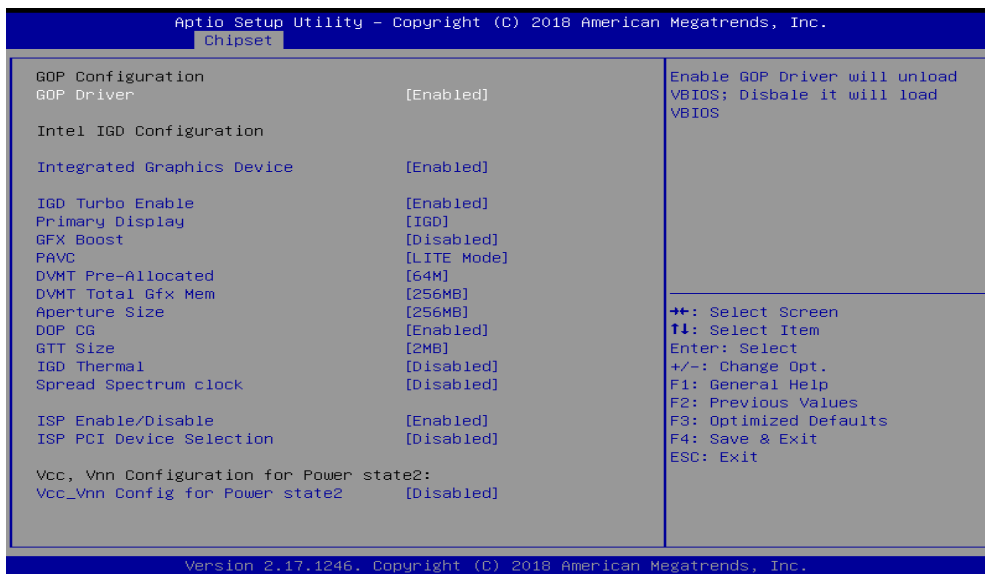 Aptio Setup Utility – Copyright (C) 2018 American Megatrends, Inc.
Chipset
GOP Configuration
GOP Driver [Enabled]
Intel IGD Configuration
Integrated Graphics Device [Enabled]
IGD Turbo Enable [Enabled]
Primary Display [IGD]
GFX Boost [Disabled]
PAVC [LITE Mode]
DVMT Pre-Allocated [64M]
DVMT Total Gfx Mem [256MB]
Aperture Size [256MB]
DOP CG [Enabled]
GTT Size [2MB]
IGD Thermal [Disabled]
Spread Spectrum clock [Disabled]
ISP Enable/Disable [Enabled]
ISP PCI Device Selection [Disabled]
Vcc, Vnn Configuration for Power state2:
Vcc_Vnn Config for Power state2 [Disabled]
Enable GOP Driver will unload
VBIOS; Disbale it will load
VBIOS
→←: Select Screen
↑↓: Select Item
Enter: Select
+/-: Change Opt.
F1: General Help
F2: Previous Values
F3: Optimized Defaults
F4: Save & Exit
ESC: Exit
Version 2.17.1246. Copyright (C) 2018 American Megatrends, Inc.